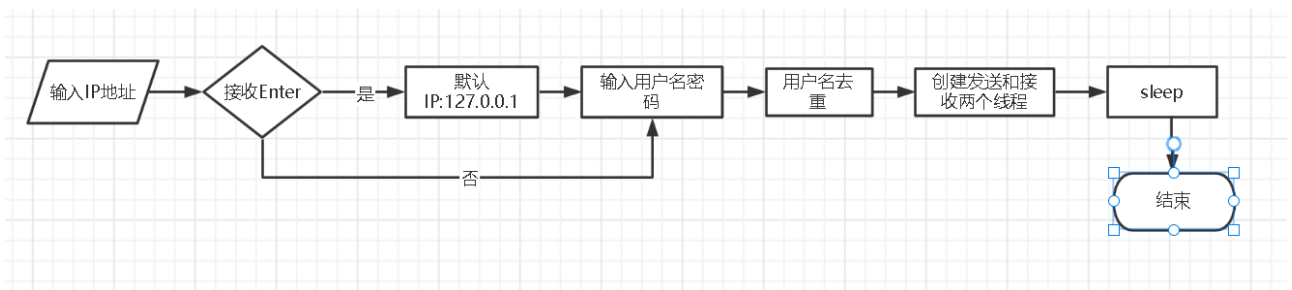 输入IP地址
接收Enter
是
默认
IP:127.0.0.1
输入用户名密
码
用户名去
重
创建发送和接
收两个线程
sleep
否
结束